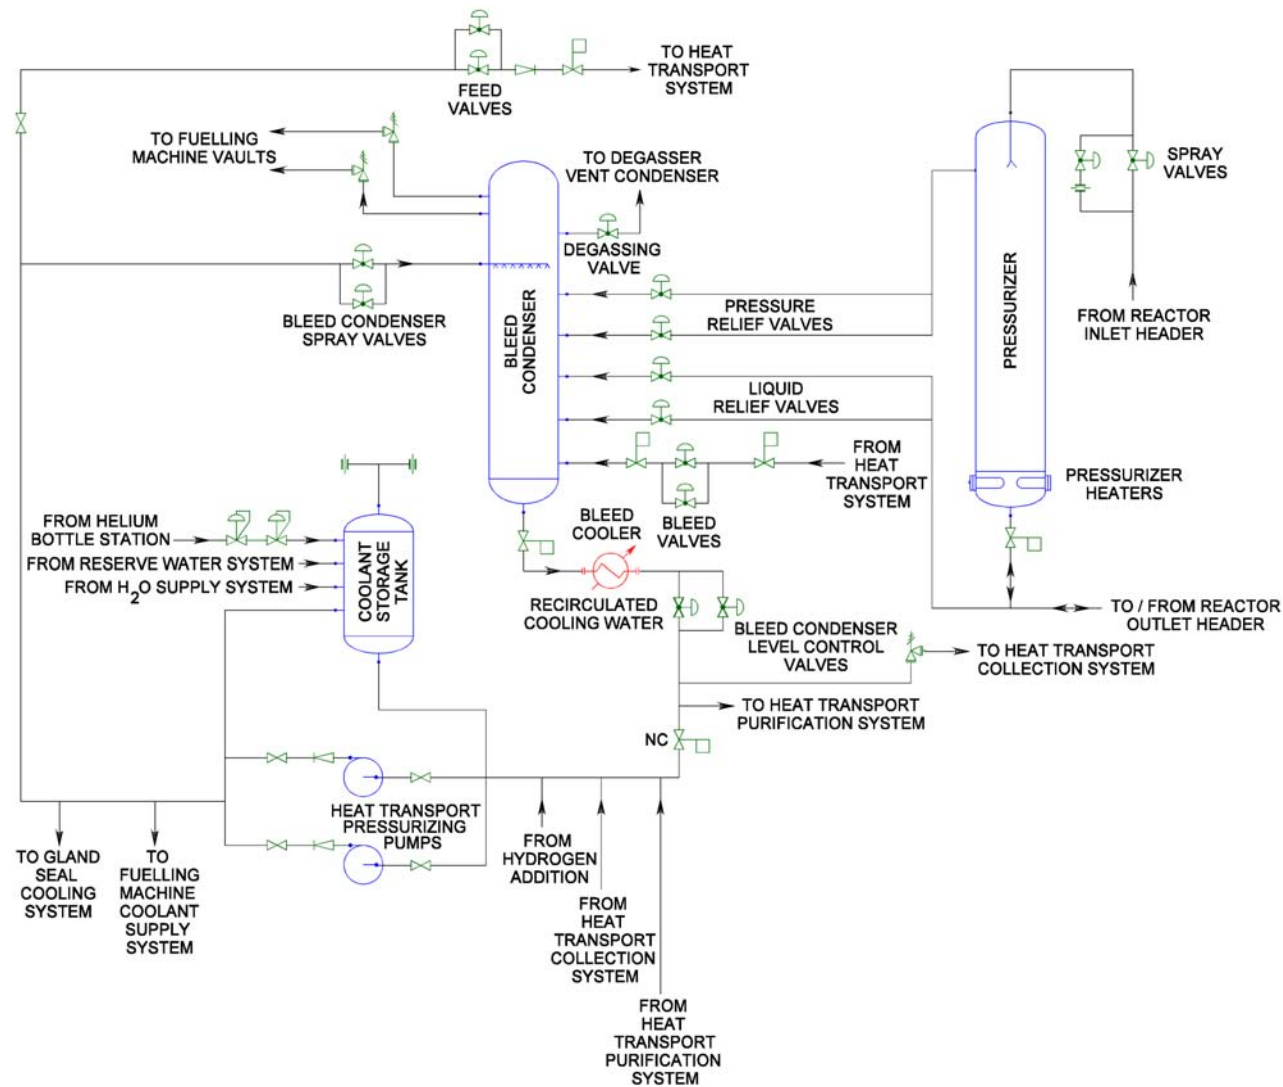 TO HEAT
TRANSPORT
SYSTEM
FEED
VALVES
TO FUELLING
MACHINE VAULTS
TO DEGASSER
VENT CONDENSER
DEGASSING
VALVE
SPRAY
VALVES
FROM REACTOR
INLET HEADER
PRESSURIZER
BLEED
CONDENSER
BLEED CONDENSER
SPRAY VALVES
PRESSURE
RELIEF VALVES
LIQUID
RELIEF VALVES
FROM
HEAT
TRANSPORT
SYSTEM
PRESSURIZER
HEATERS
BLEED
VALVES
BLEED
COOLER
FROM HELIUM
BOTTLE STATION
FROM RESERVE WATER SYSTEM
FROM H2O SUPPLY SYSTEM
COOLANT
STORAGE
TANK
RECIRCULATED
COOLING WATER
BLEED CONDENSER
LEVEL CONTROL
VALVES
TO / FROM REACTOR
OUTLET HEADER
TO HEAT TRANSPORT
COLLECTION SYSTEM
TO HEAT TRANSPORT
PURIFICATION SYSTEM
NC
HEAT TRANSPORT
PRESSURIZING
PUMPS
TO GLAND
SEAL
COOLING
SYSTEM
TO
FUELLING
MACHINE
COOLANT
SUPPLY
SYSTEM
FROM
HYDROGEN
ADDITION
FROM
HEAT
TRANSPORT
COLLECTION
SYSTEM
FROM
HEAT
TRANSPORT
PURIFICATION
SYSTEM